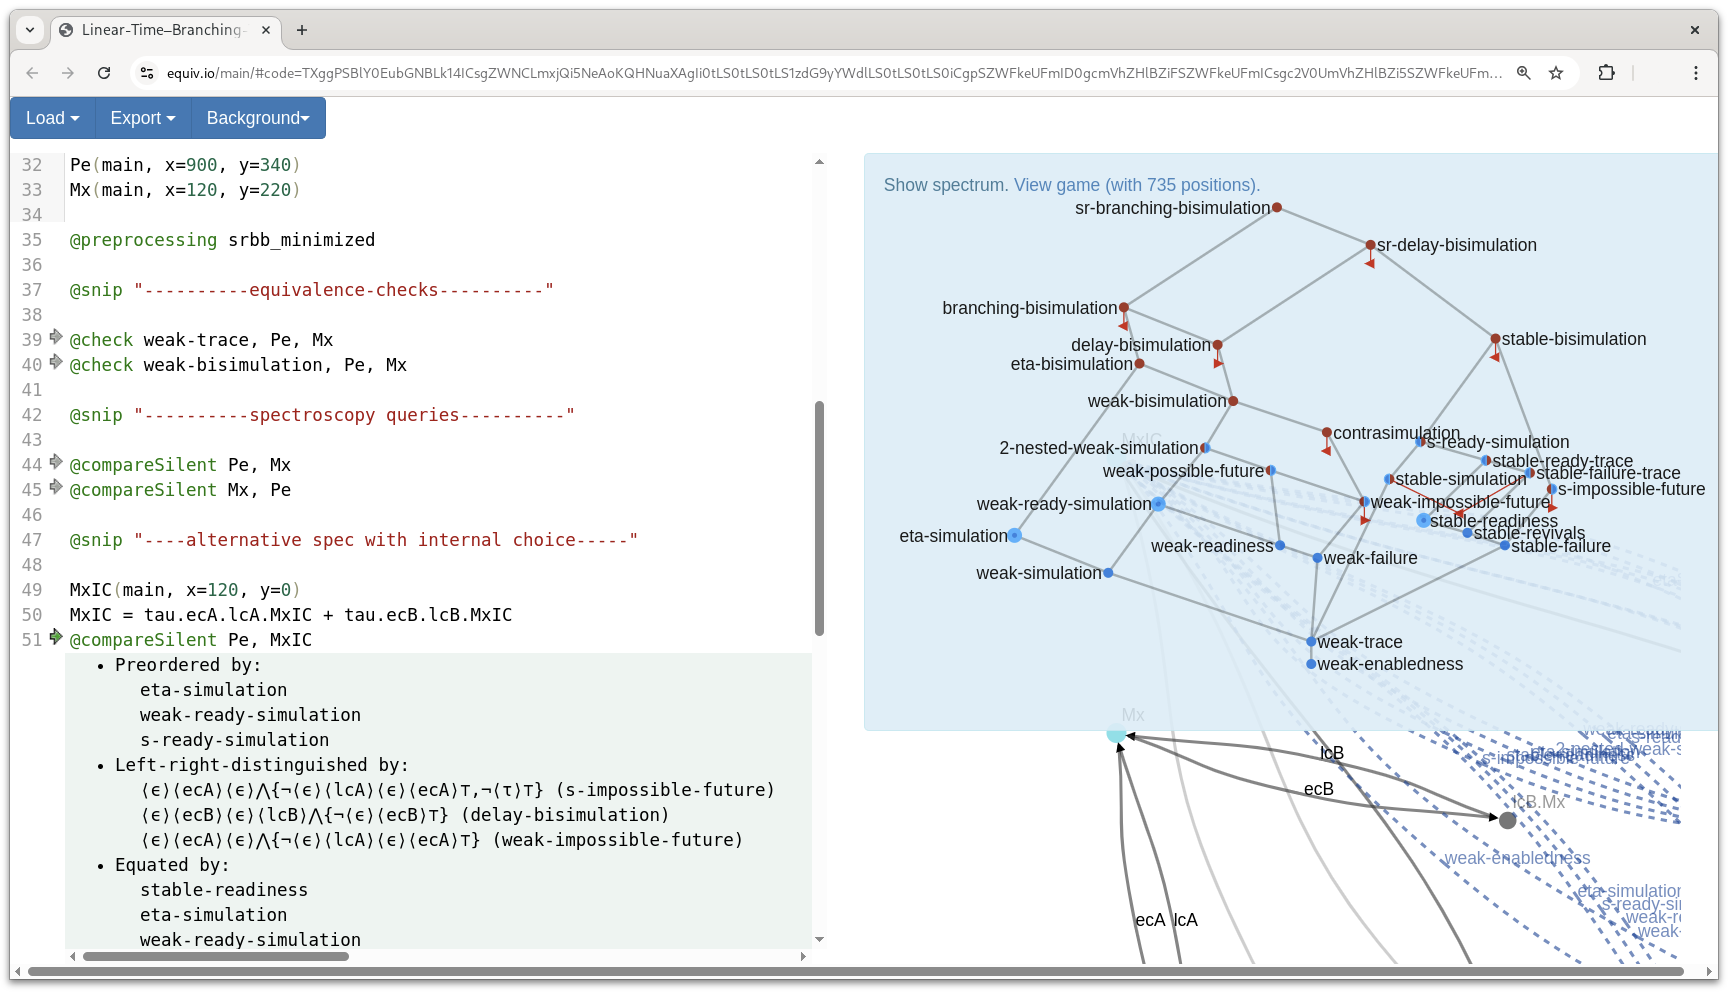 Linear-Time–Branching-
equiv.io/main/#code=TXggPSBlY0EubGNBLk14ICsgZWNCLmxjQi5NeAoKQHNuaXAgIi0tLS0tLS0tLS1zdG9yYWdlLS0tLS0tLS0tLS0iCgpSZWFkeUFmID0gcmVhZHlBZiFSZWFkeUFmICsgc2V0UmVhZHlBZi5SZWFkeUFm...
Load Export Background
32 Pe(main, x=900, y=340)
33 Mx(main, x=120, y=220)
34
35 @preprocessing srbb_minimized
36
37 @snip "----------equivalence-checks----------"
38
39 @check weak-trace, Pe, Mx
40 @check weak-bisimulation, Pe, Mx
41
42 @snip "----------spectroscopy queries----------"
43
44 @compareSilent Pe, Mx
45 @compareSilent Mx, Pe
46
47 @snip "----alternative spec with internal choice-----"
48
49 MxIC(main, x=120, y=0)
50 MxIC = tau.ecA.lcA.MxIC + tau.ecB.lcB.MxIC
51 @compareSilent Pe, MxIC
• Preordered by:
eta-simulation
weak-ready-simulation
s-ready-simulation
• Left-right-distinguished by:
⟨ϵ⟩⟨ecA⟩⟨ϵ⟩⋀{¬⟨ϵ⟩⟨lcA⟩⟨ϵ⟩⟨ecA⟩⊤,¬⟨τ⟩⊤} (s-impossible-future)
⟨ϵ⟩⟨ecB⟩⟨ϵ⟩⟨lcB⟩⋀{¬⟨ϵ⟩⟨ecB⟩⊤} (delay-bisimulation)
⟨ϵ⟩⟨ecA⟩⟨ϵ⟩⋀{¬⟨ϵ⟩⟨lcA⟩⟨ϵ⟩⟨ecA⟩⊤} (weak-impossible-future)
• Equated by:
stable-readiness
eta-simulation
weak-ready-simulation
Show spectrum. View game (with 735 positions).
sr-branching-bisimulation
sr-delay-bisimulation
branching-bisimulation
stable-bisimulation
delay-bisimulation
eta-bisimulation
weak-bisimulation
contrasimulation
MxIC
s-ready-simulation
2-nested-weak-simulation
stable-ready-trace
weak-possible-future
stable-failure-trace
stable-simulation
s-impossible-future
weak-ready-simulation
weak-impossible-future
stable-readiness
stable-revivals
eta-simulation
weak-readiness
stable-failure
weak-failure
weak-simulation
weak-trace
weak-enabledness
Mx
lcB
ecB
lcB.Mx
s-impossible-future
2-nested-weak-s
weak-enabledness
eta-simulation
s-ready-si
weak-r
weak-
ecA lcA